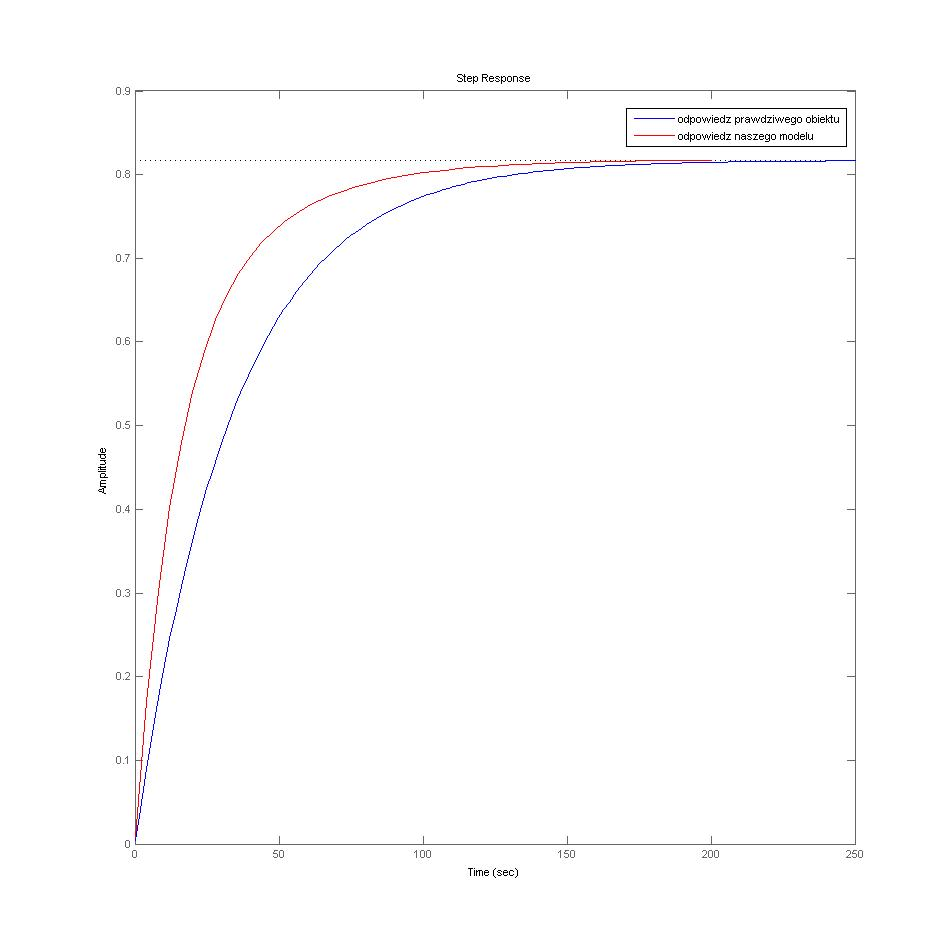 Step Response
odpowiedz prawdziwego obiektu
odpowiedz naszego modelu
0.9
0.8
0.7
0.6
0.5
0.4
0.3
0.2
0.1
0
Amplitude
0 50 100 150 200 250
Time (sec)